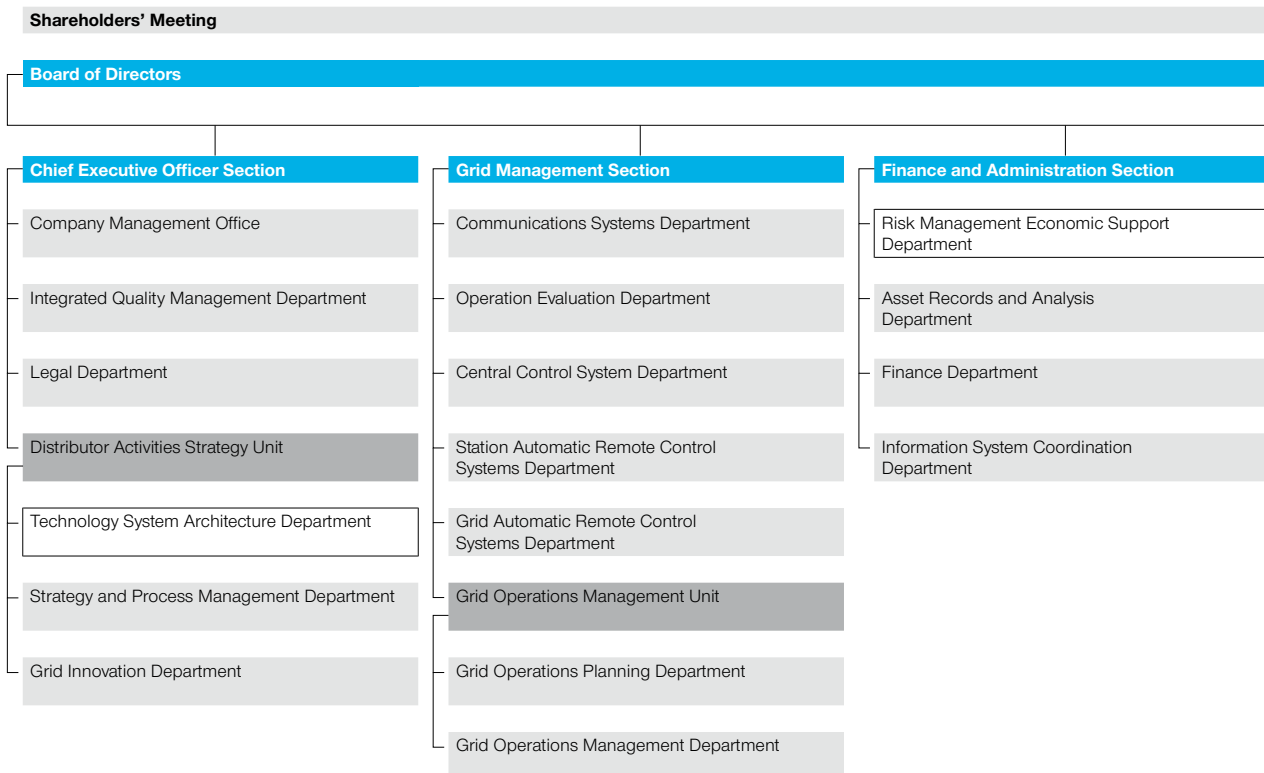 Shareholders’ Meeting
Board of Directors
Chief Executive Officer Section
Company Management Office
Integrated Quality Management Department
Legal Department
Distributor Activities Strategy Unit
Technology System Architecture Department
Strategy and Process Management Department
Grid Innovation Department
Grid Management Section
Communications Systems Department
Operation Evaluation Department
Central Control System Department
Station Automatic Remote Control
Systems Department
Grid Automatic Remote Control
Systems Department
Grid Operations Management Unit
Grid Operations Planning Department
Grid Operations Management Department
Finance and Administration Section
Risk Management Economic Support
Department
Asset Records and Analysis
Department
Finance Department
Information System Coordination
Department